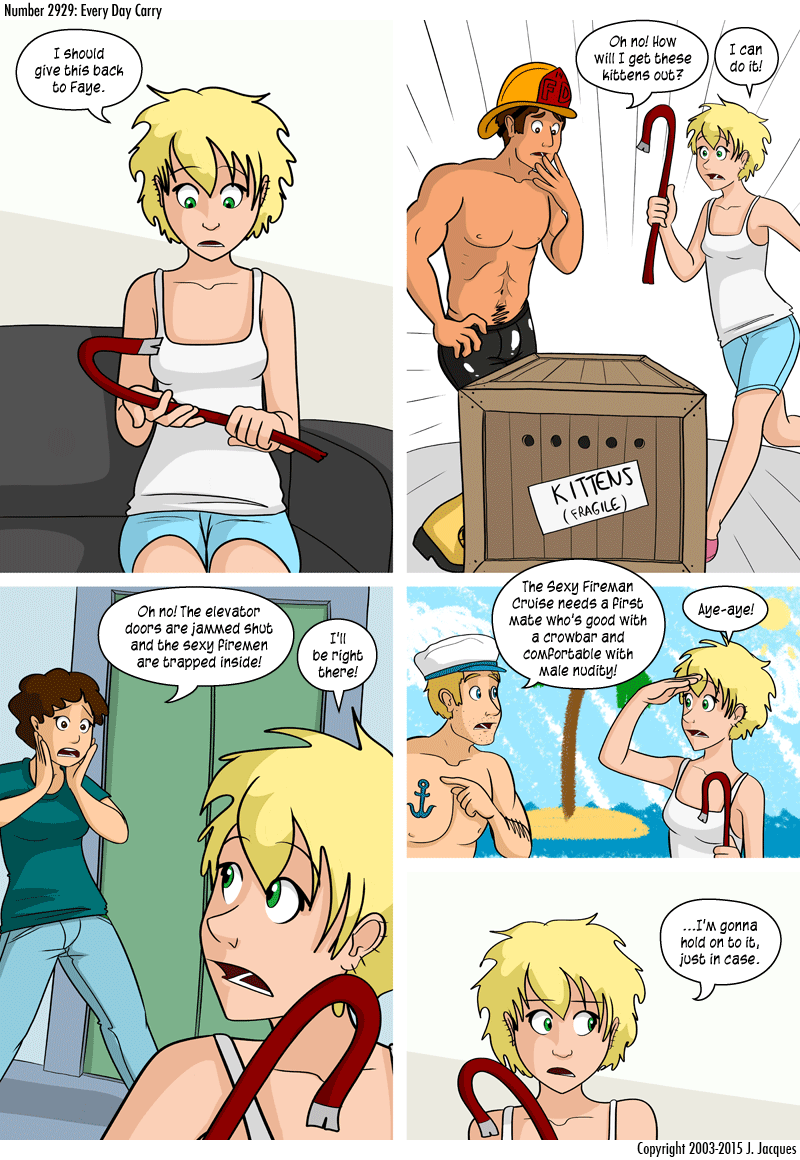 Number 2929: Every Day Carry
I should
give this back
to Faye.
Oh no! How
will I get these
kittens out?
I can
do it!
FD
KITTENS
(FRAGILE)
Oh no! The elevator
doors are jammed shut
and the sexy firemen
are trapped inside!
I'll
be right
there!
The Sexy Fireman
Cruise needs a first
mate who's good with
a crowbar and
comfortable with
male nudity!
Aye-aye!
...I'm gonna
hold on to it,
just in case.
Copyright 2003-2015 J. Jacques